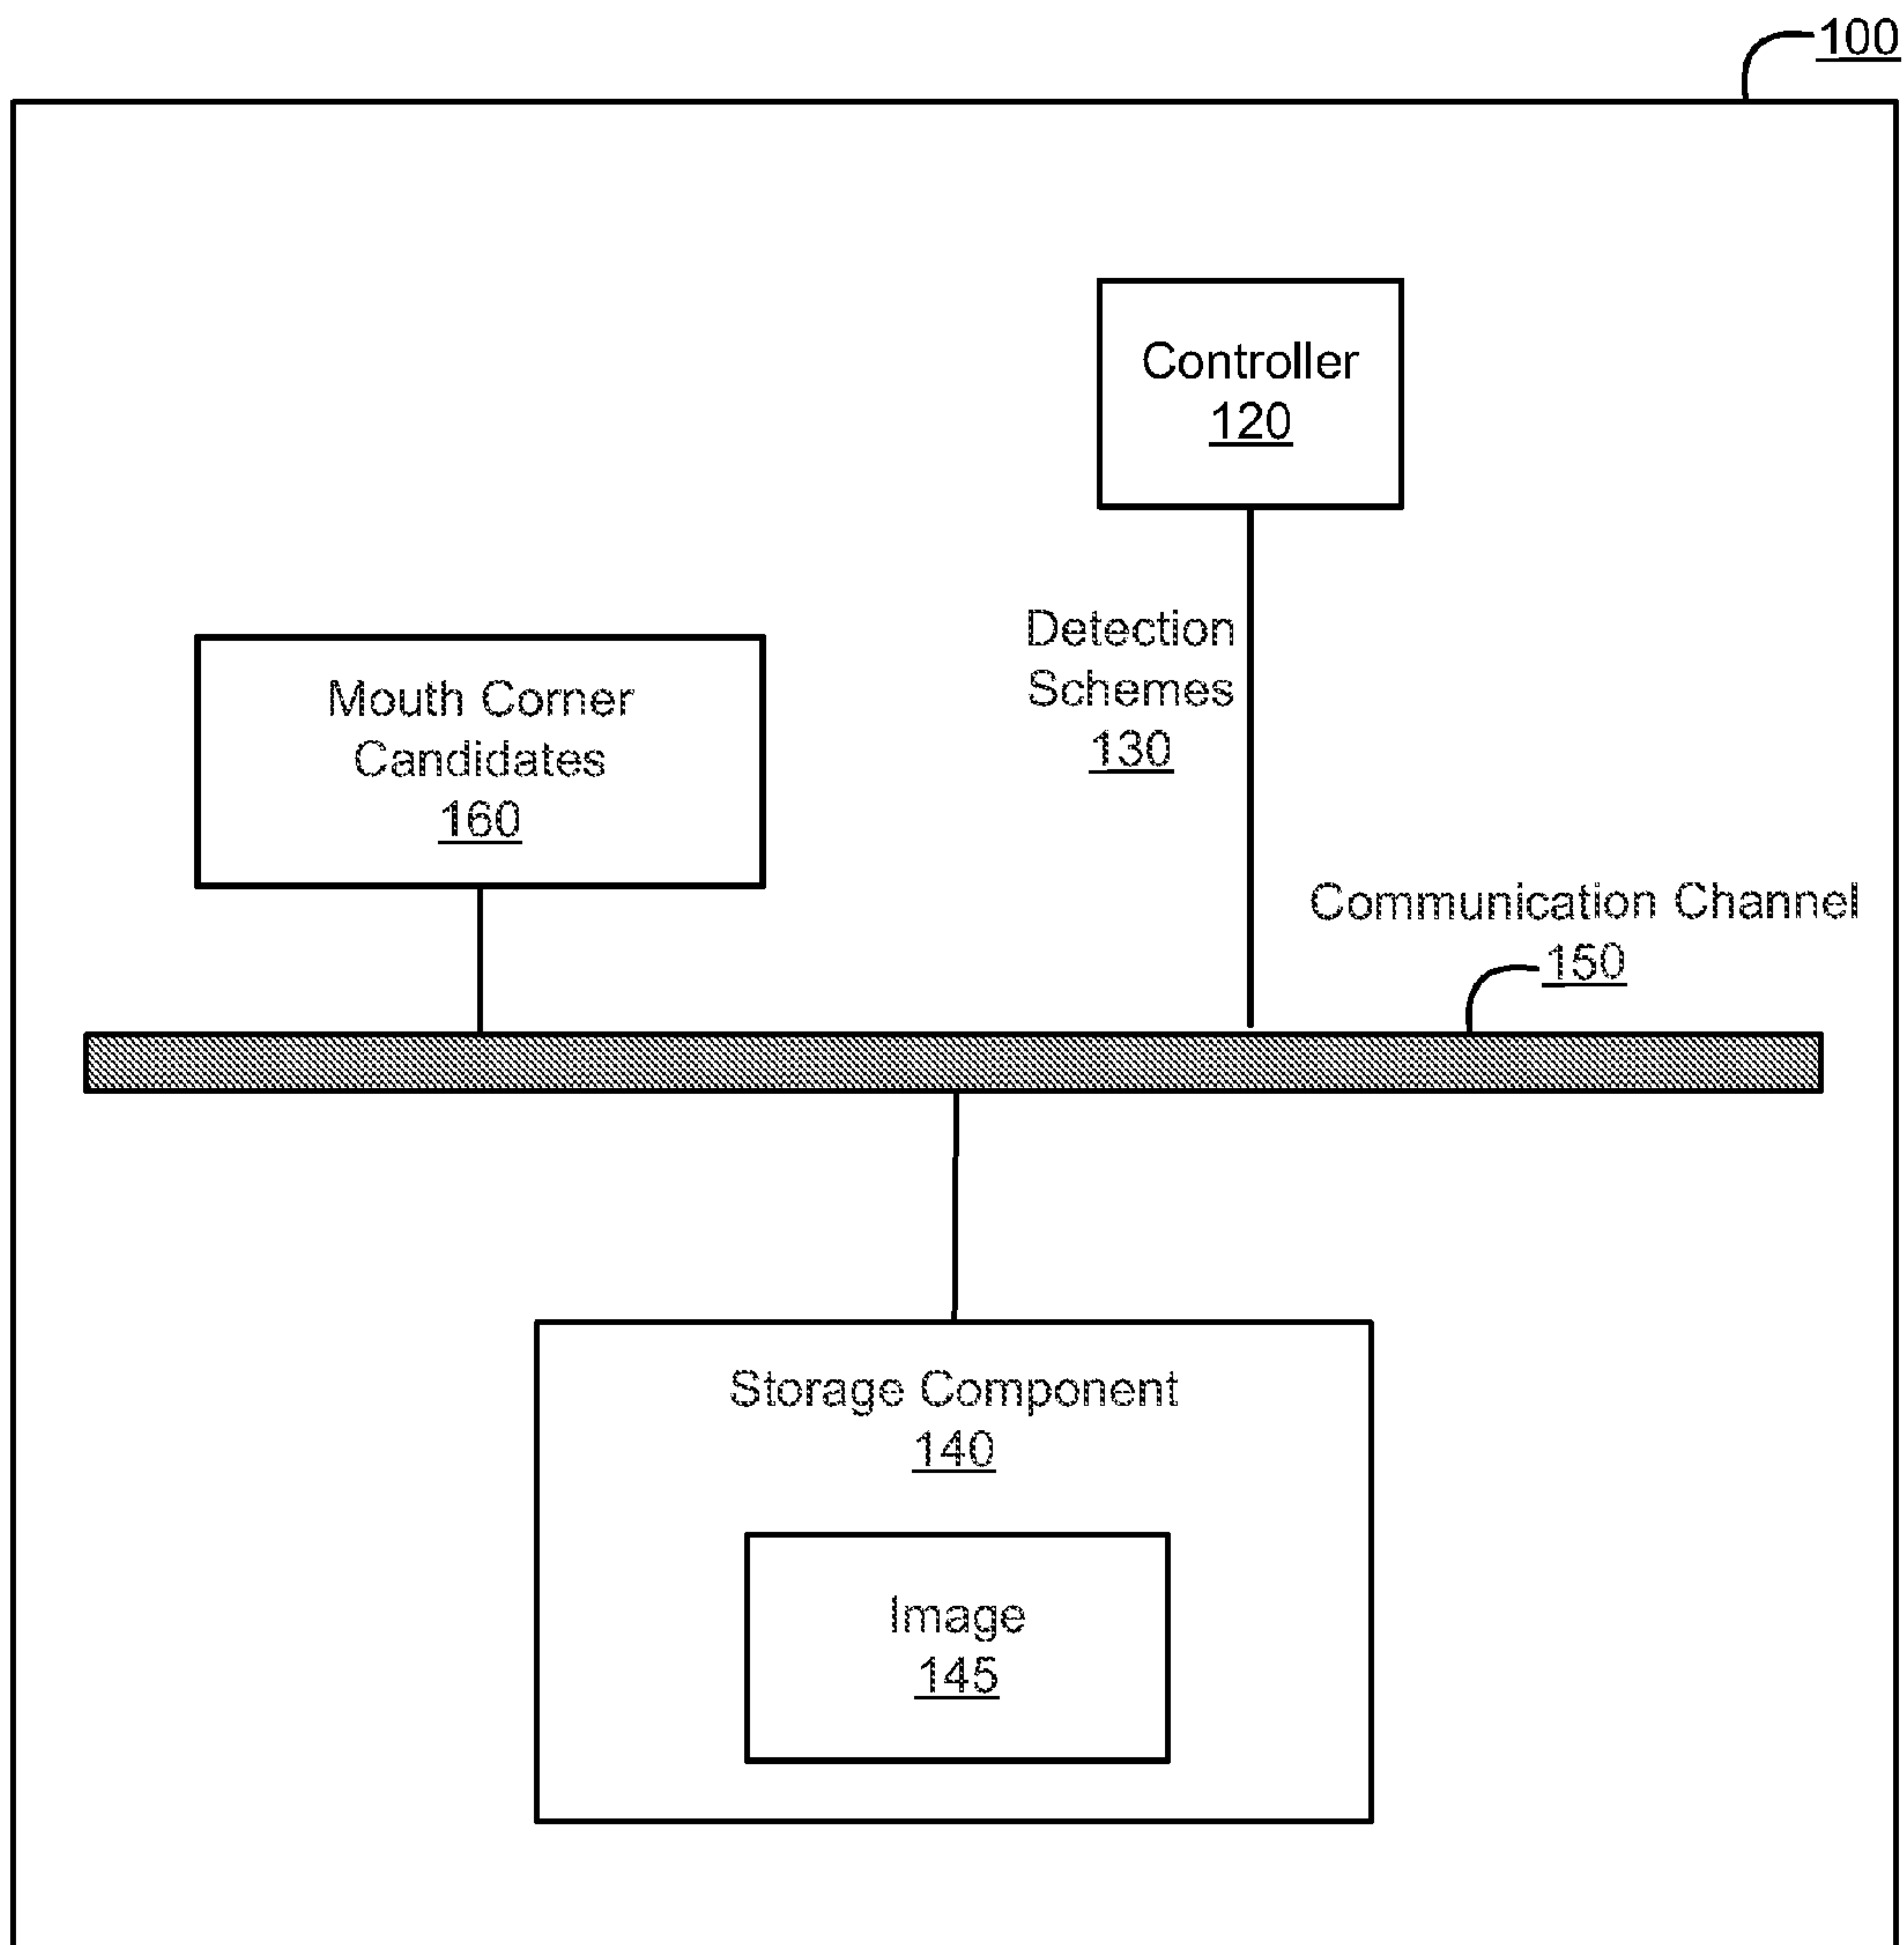 100
Controller
120
Detection
Schemes
130
Mouth Corner
Candidates
160
Communication Channel
150
Storage Component
140
Image
145